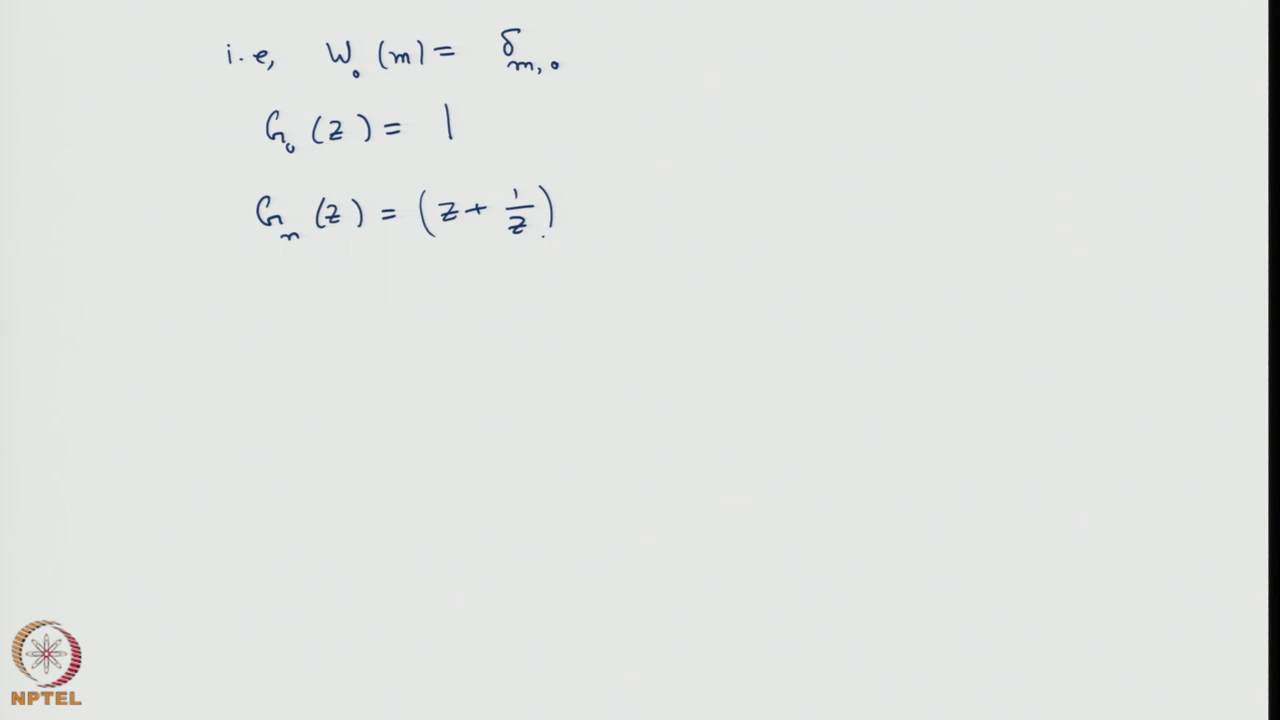 i.e, W₀ (m) = δ_{m,0}
G₀ (z) = 1
Gₙ (z) = (z + 1/z)
NPTEL